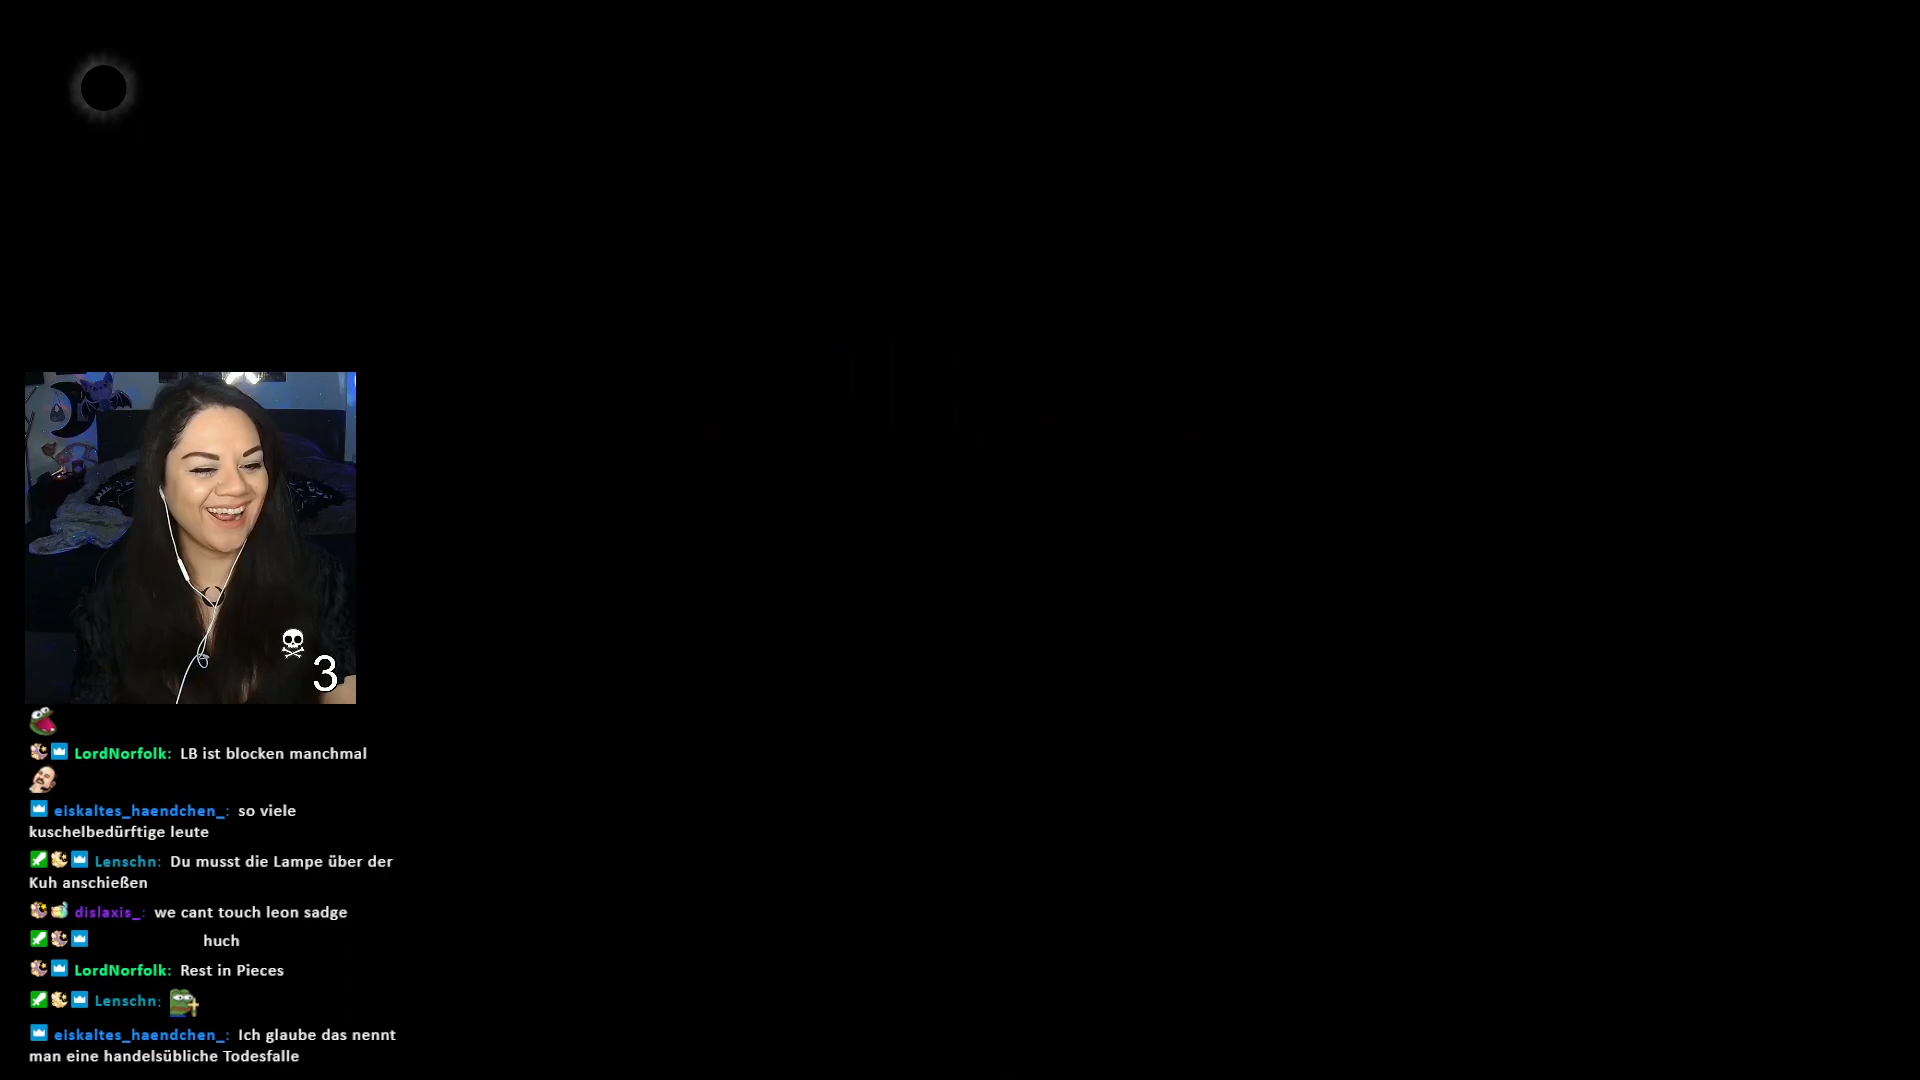 3
LordNorfolk: LB ist blocken manchmal
eiskaltes_haendchen_: so viele
kuschelbedürftige leute
Lenschn: Du musst die Lampe über der
Kuh anschießen
dislaxis_: we cant touch leon sadge
huch
LordNorfolk: Rest in Pieces
Lenschn:
eiskaltes_haendchen_: Ich glaube das nennt
man eine handelsübliche Todesfalle